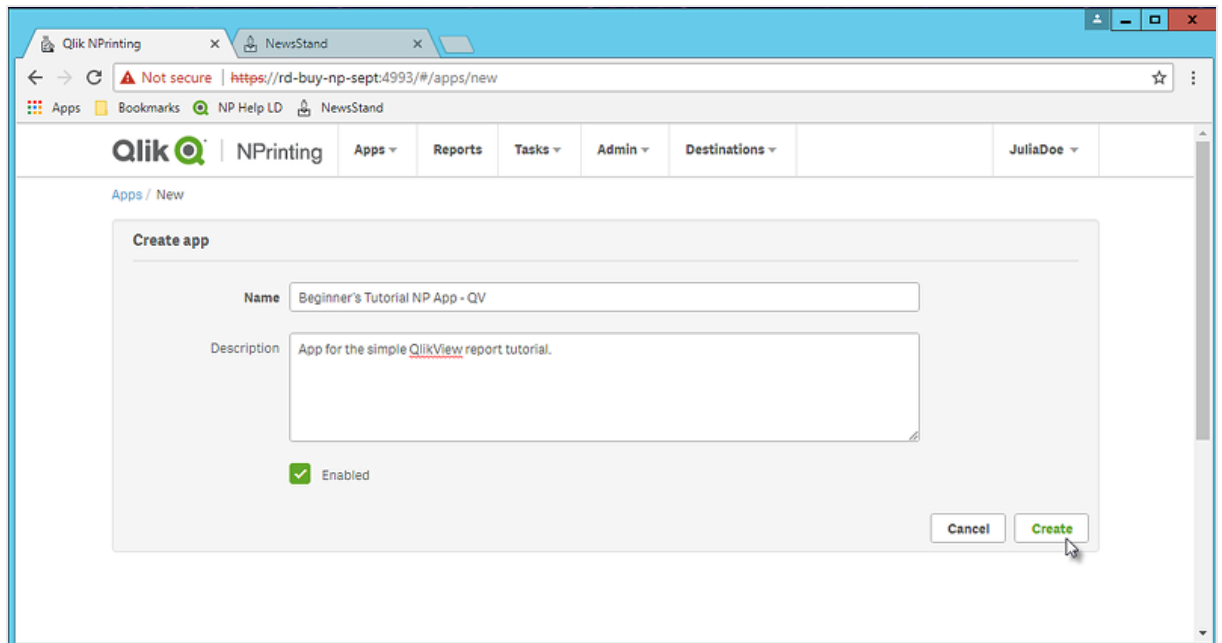 Qlik NPrinting
NewsStand
Not secure | https://rd-buy-np-sept:4993/#/apps/new
Apps Bookmarks NP Help LD NewsStand
Qlik NPrinting Apps Reports Tasks Admin Destinations JuliaDoe
Apps / New
Create app
Name Beginner's Tutorial NP App - QV
Description App for the simple QlikView report tutorial.
Enabled
Cancel Create